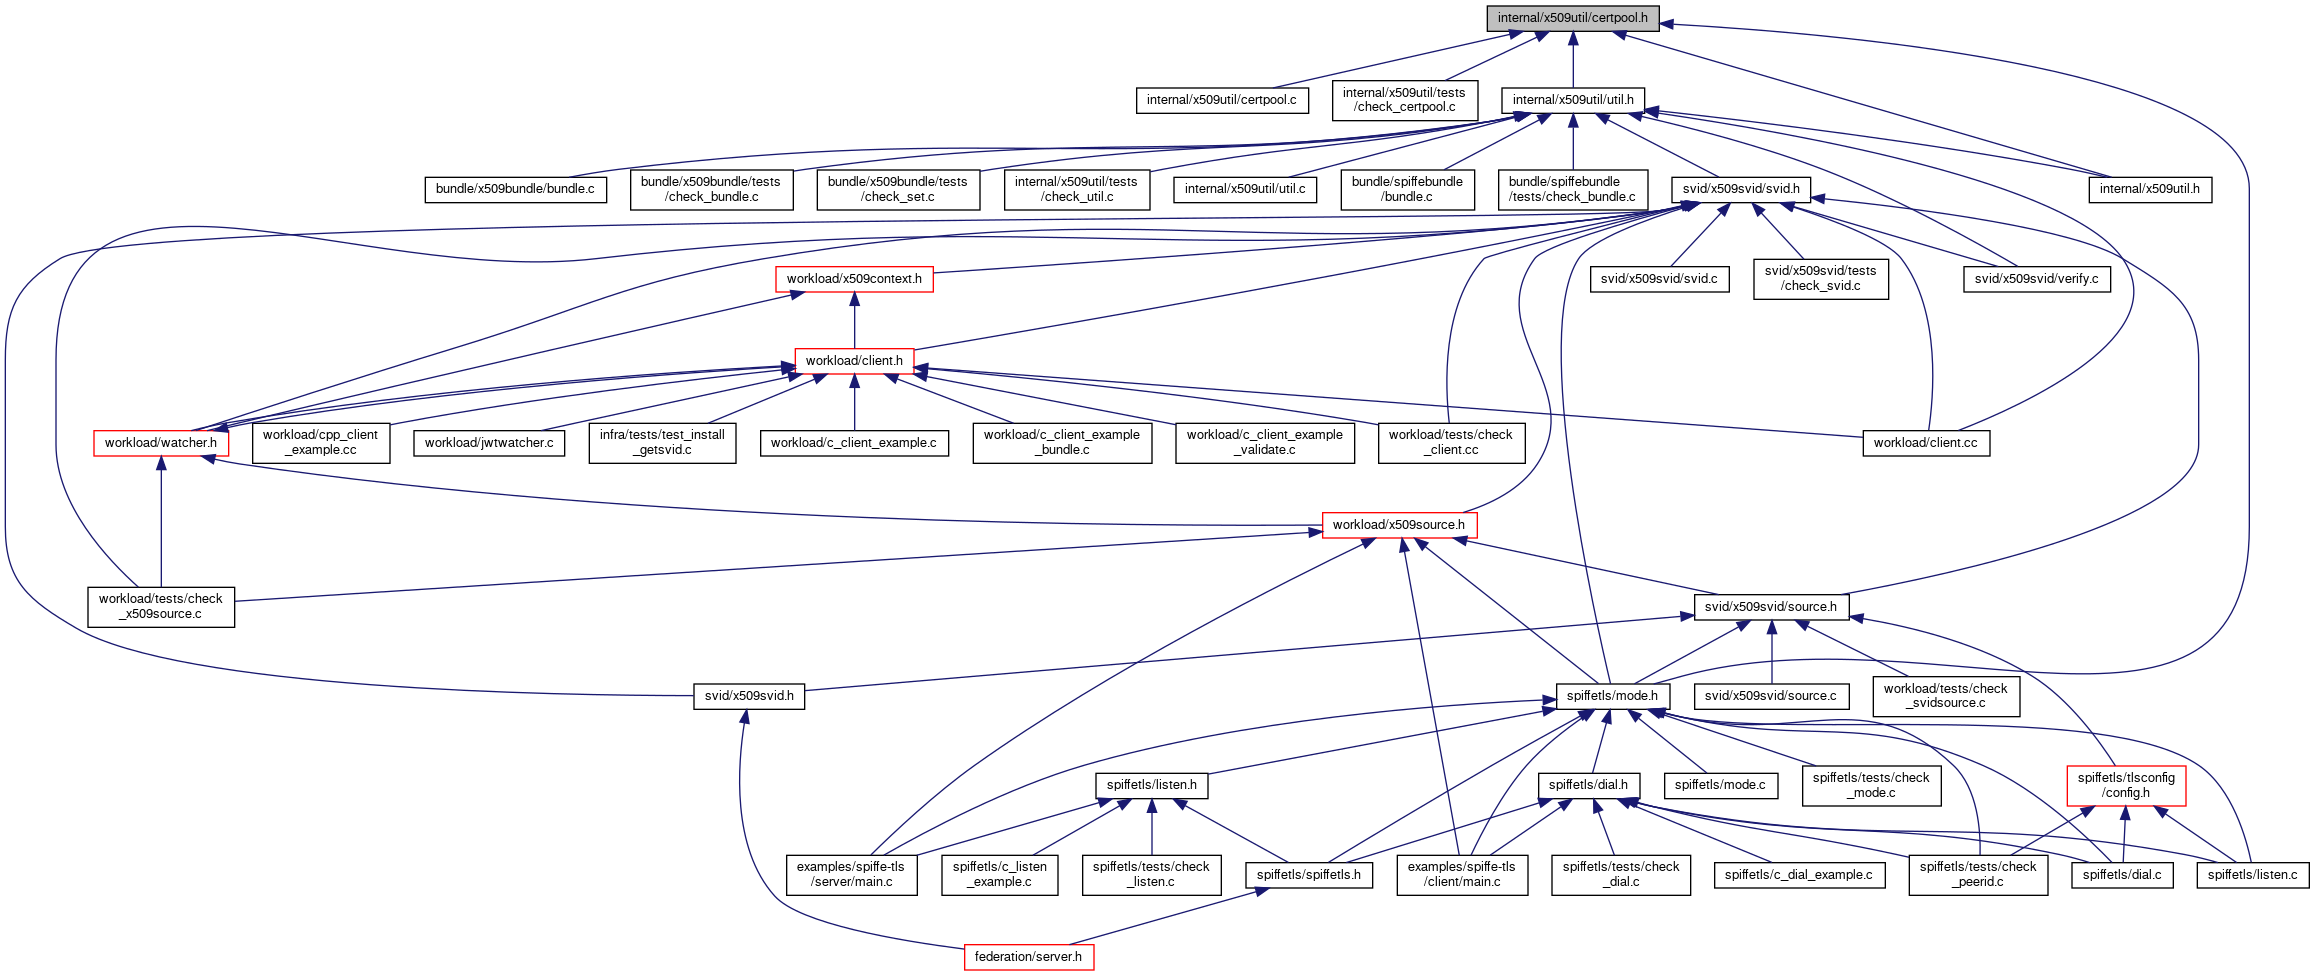 internal/x509util/certpool.h
internal/x509util/certpool.c
internal/x509util/tests
/check_certpool.c
internal/x509util/util.h
bundle/x509bundle/bundle.c
bundle/x509bundle/tests
/check_bundle.c
bundle/x509bundle/tests
/check_set.c
internal/x509util/tests
/check_util.c
internal/x509util/util.c
bundle/spiffebundle
/bundle.c
bundle/spiffebundle
/tests/check_bundle.c
svid/x509svid/svid.h
internal/x509util.h
workload/x509context.h
svid/x509svid/svid.c
svid/x509svid/tests
/check_svid.c
svid/x509svid/verify.c
workload/client.h
workload/watcher.h
workload/cpp_client
_example.cc
workload/jwtwatcher.c
infra/tests/test_install
_getsvid.c
workload/c_client_example.c
workload/c_client_example
_bundle.c
workload/c_client_example
_validate.c
workload/tests/check
_client.cc
workload/client.cc
workload/x509source.h
workload/tests/check
_x509source.c
svid/x509svid/source.h
svid/x509svid.h
spiffetls/mode.h
svid/x509svid/source.c
workload/tests/check
_svidsource.c
spiffetls/listen.h
spiffetls/dial.h
spiffetls/mode.c
spiffetls/tests/check
_mode.c
spiffetls/tlsconfig
/config.h
examples/spiffe-tls
/server/main.c
spiffetls/c_listen
_example.c
spiffetls/tests/check
_listen.c
spiffetls/spiffetls.h
examples/spiffe-tls
/client/main.c
spiffetls/tests/check
_dial.c
spiffetls/c_dial_example.c
spiffetls/tests/check
_peerid.c
spiffetls/dial.c
spiffetls/listen.c
federation/server.h